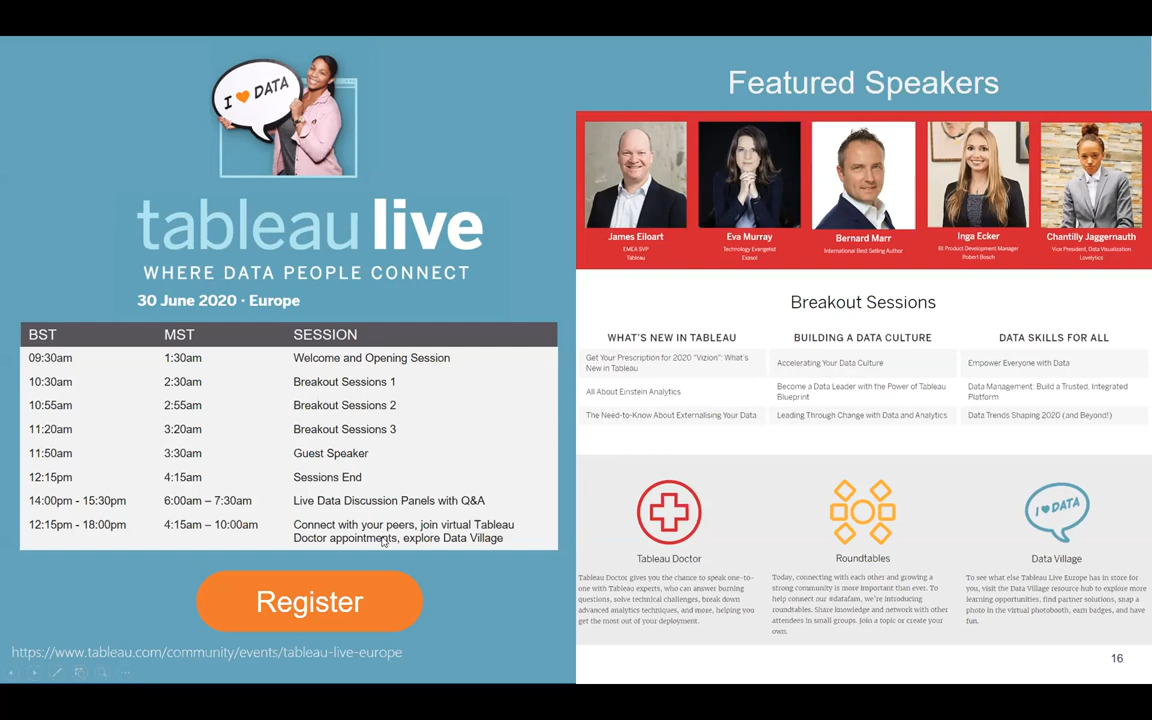 I DATA
tableau live
WHERE DATA PEOPLE CONNECT
30 June 2020 · Europe
BST MST SESSION
09:30am 1:30am Welcome and Opening Session
10:30am 2:30am Breakout Sessions 1
10:55am 2:55am Breakout Sessions 2
11:20am 3:20am Breakout Sessions 3
11:50am 3:30am Guest Speaker
12:15pm 4:15am Sessions End
14:00pm - 15:30pm 6:00am – 7:30am Live Data Discussion Panels with Q&A
12:15pm - 18:00pm 4:15am – 10:00am Connect with your peers, join virtual Tableau
Doctor appointments, explore Data Village
Register
https://www.tableau.com/community/events/tableau-live-europe
Featured Speakers
James Eiloart
EMEA SVP
Tableau
Eva Murray
Technology Evangelist
Exasol
Bernard Marr
International Best Selling Author
Inga Ecker
BI Product Development Manager
Robert Bosch
Chantilly Jaggernauth
Vice President, Data Visualization
Lovelytics
Breakout Sessions
WHAT'S NEW IN TABLEAU
Get Your Prescription for 2020 "Vizion": What's
New in Tableau
All About Einstein Analytics
The Need-to-Know About Externalising Your Data
BUILDING A DATA CULTURE
Accelerating Your Data Culture
Become a Data Leader with the Power of Tableau
Blueprint
Leading Through Change with Data and Analytics
DATA SKILLS FOR ALL
Empower Everyone with Data
Data Management: Build a Trusted, Integrated
Platform
Data Trends Shaping 2020 (and Beyond!)
Tableau Doctor
Tableau Doctor gives you the chance to speak one-to-
one with Tableau experts, who can answer burning
questions, solve technical challenges, break down
advanced analytics techniques, and more, helping you
get the most out of your deployment.
Roundtables
Today, connecting with each other and growing a
strong community is more important than ever. To
help connect our #datafam, we're introducing
roundtables. Share knowledge and network with other
attendees in small groups. Join a topic or create your
own.
I DATA
Data Village
To see what else Tableau Live Europe has in store for
you, visit the Data Village resource hub to explore more
learning opportunities, find partner solutions, snap a
photo in the virtual photobooth, earn badges, and have
fun.
16